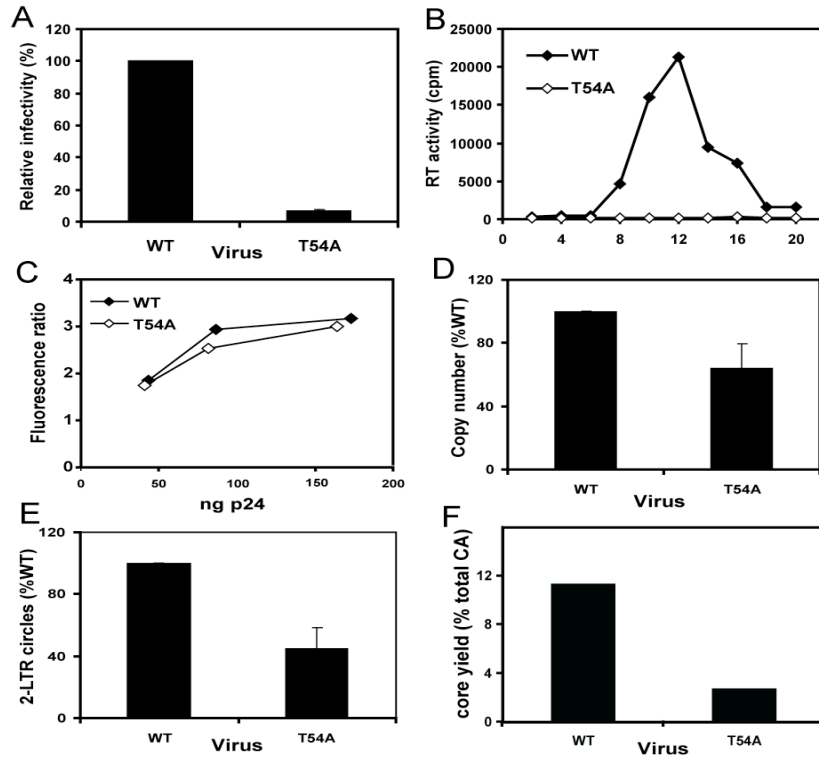 A
Relative infectivity (%)
120
100
80
60
40
20
0
WT
Virus
T54A
B
RT activity (cpm)
25000
20000
15000
10000
5000
0
WT
T54A
0 4 8 12 16 20
C
Fluorescence ratio
4
3
2
1
0
WT
T54A
0 50 100 150 200
ng p24
D
Copy number (%WT)
120
80
40
0
WT
Virus
T54A
E
2-LTR circles (%WT)
120
80
40
0
WT
Virus
T54A
F
core yield (% total CA)
12
8
4
0
WT
Virus
T54A